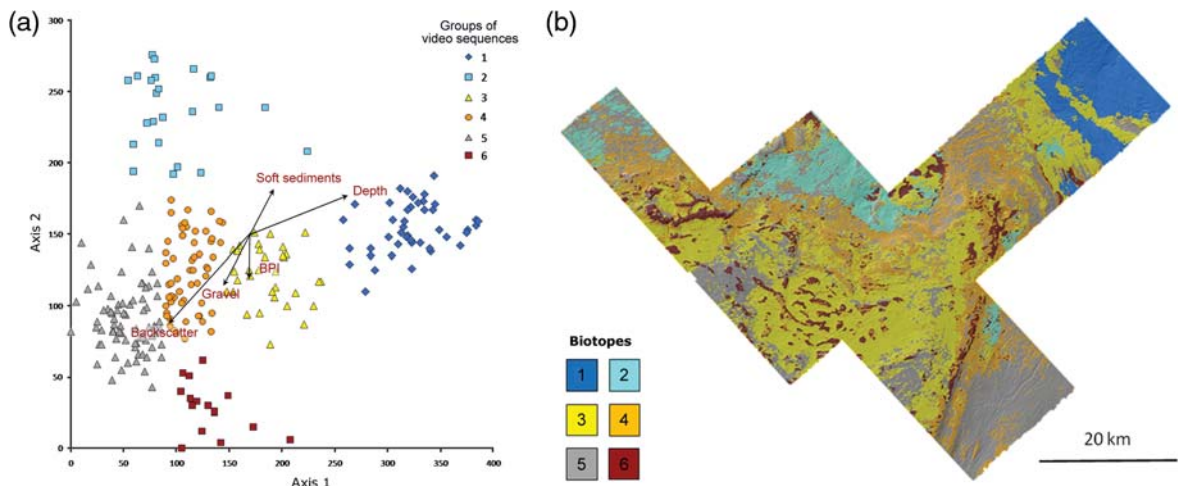 (a)
300
250
200
150
100
50
0
Axis 2
0 50 100 150 200 250 300 350 400
Axis 1
Groups of
video sequences
1
2
3
4
5
6
Soft sediments
Depth
BPI
Gravel
Backscatter
(b)
Biotopes
1 2
3 4
5 6
20 km